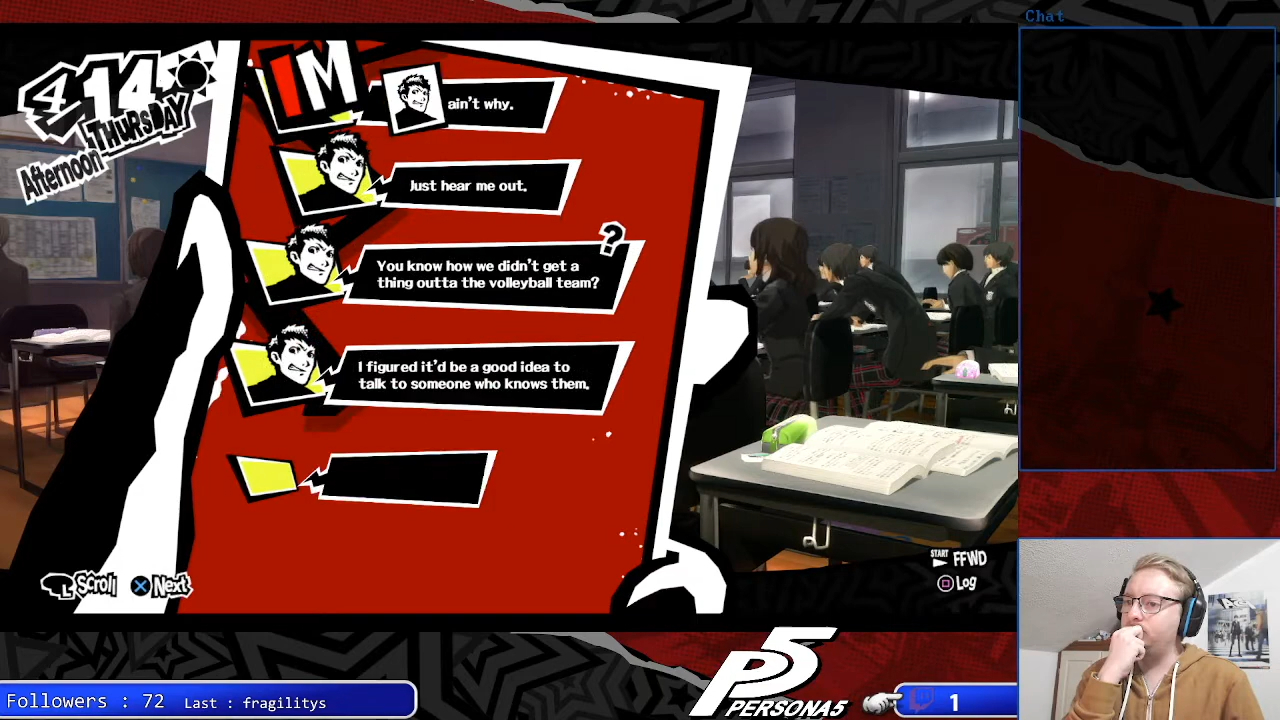 Chat
4/14
THURSDAY
Afternoon
IM
ain't why.
Just hear me out.
?
You know how we didn't get a
thing outta the volleyball team?
I figured it'd be a good idea to
talk to someone who knows them.
L Scroll
Next
START FFWD
Log
Followers : 72 Last : fragilitys
P5
PERSONA5
1